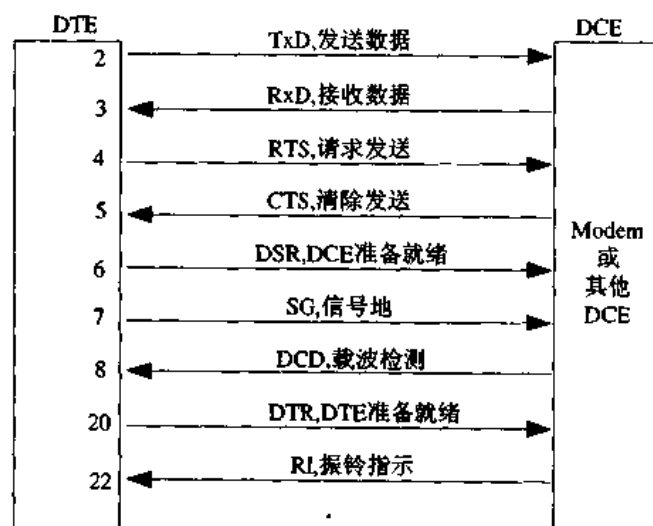 DTE DCE
2 TxD,发送数据
3 RxD,接收数据
4 RTS,请求发送
5 CTS,清除发送
6 DSR,DCE准备就绪
7 SG,信号地
8 DCD,载波检测
20 DTR,DTE准备就绪
22 RI,振铃指示
Modem
或
其他
DCE